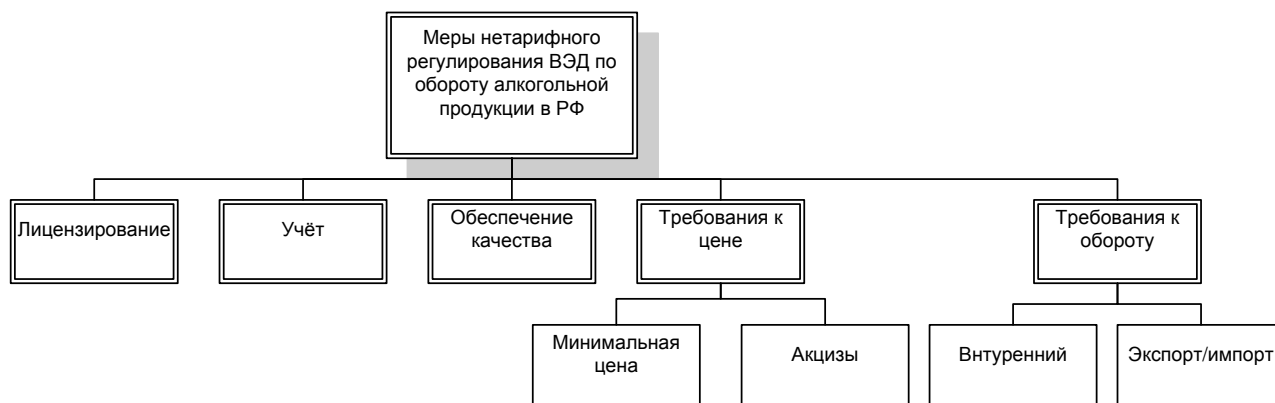 Меры нетарифного
регулирования ВЭД по
обороту алкогольной
продукции в РФ
Лицензирование
Учёт
Обеспечение
качества
Требования к
цене
Требования к
обороту
Минимальная
цена
Акцизы
Внтуренний
Экспорт/импорт